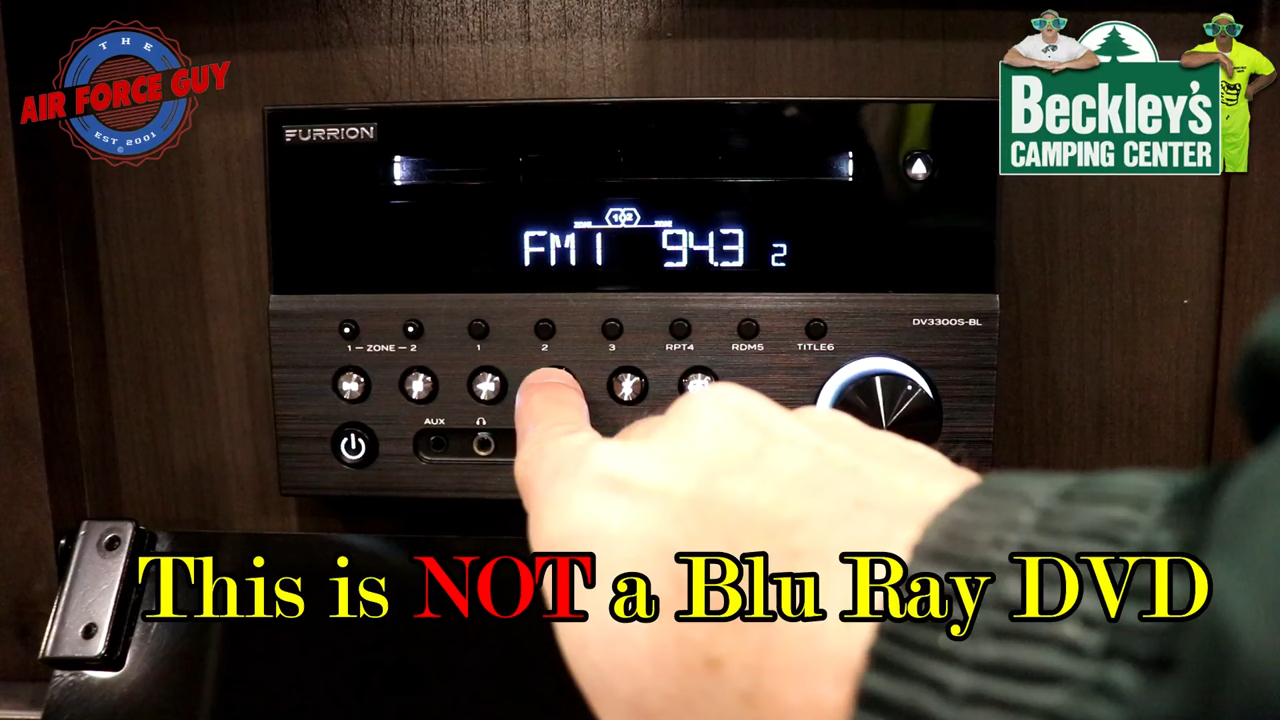 THE
AIR FORCE GUY
EST 2001
Beckley's
CAMPING CENTER
FURRION
FM1 94.3 2
DV3300S-BL
1 - ZONE - 2 1 2 3 RPT4 RDM5 TITLE6
AUX
This is NOT a Blu Ray DVD